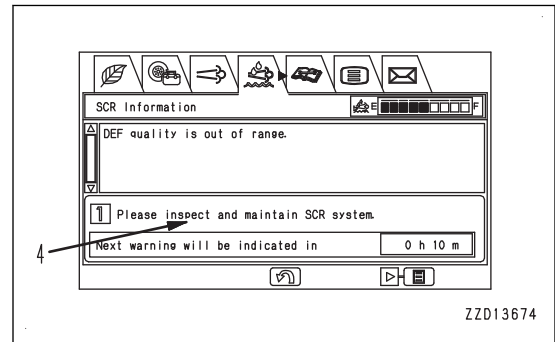 SCR Information
E F
DEF quality is out of range.
1 Please inspect and maintain SCR system.
Next warning will be indicated in 0 h 10 m
4
ZZD13674